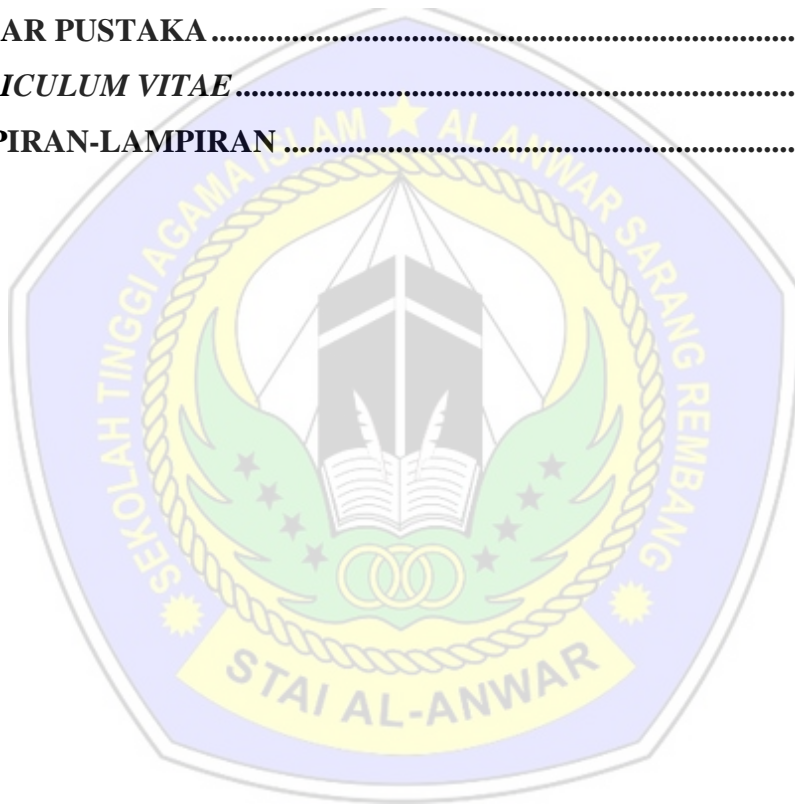 AR PUSTAKA ........................................................................
ICULUM VITAE .....................................................................
PIRAN-LAMPIRAN ................................................................
SEKOLAH TINGGI AGAMA ISLAM ★ AL ANWAR SARANG REMBANG
STAI AL-ANWAR